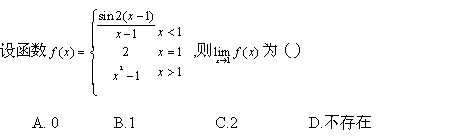 设函数 f(x) = { sin2(x−1)/(x−1) x<1
2 x=1
x²−1 x>1 ,则 lim x→1 f(x) 为（）
A. 0 B.1 C.2 D.不存在